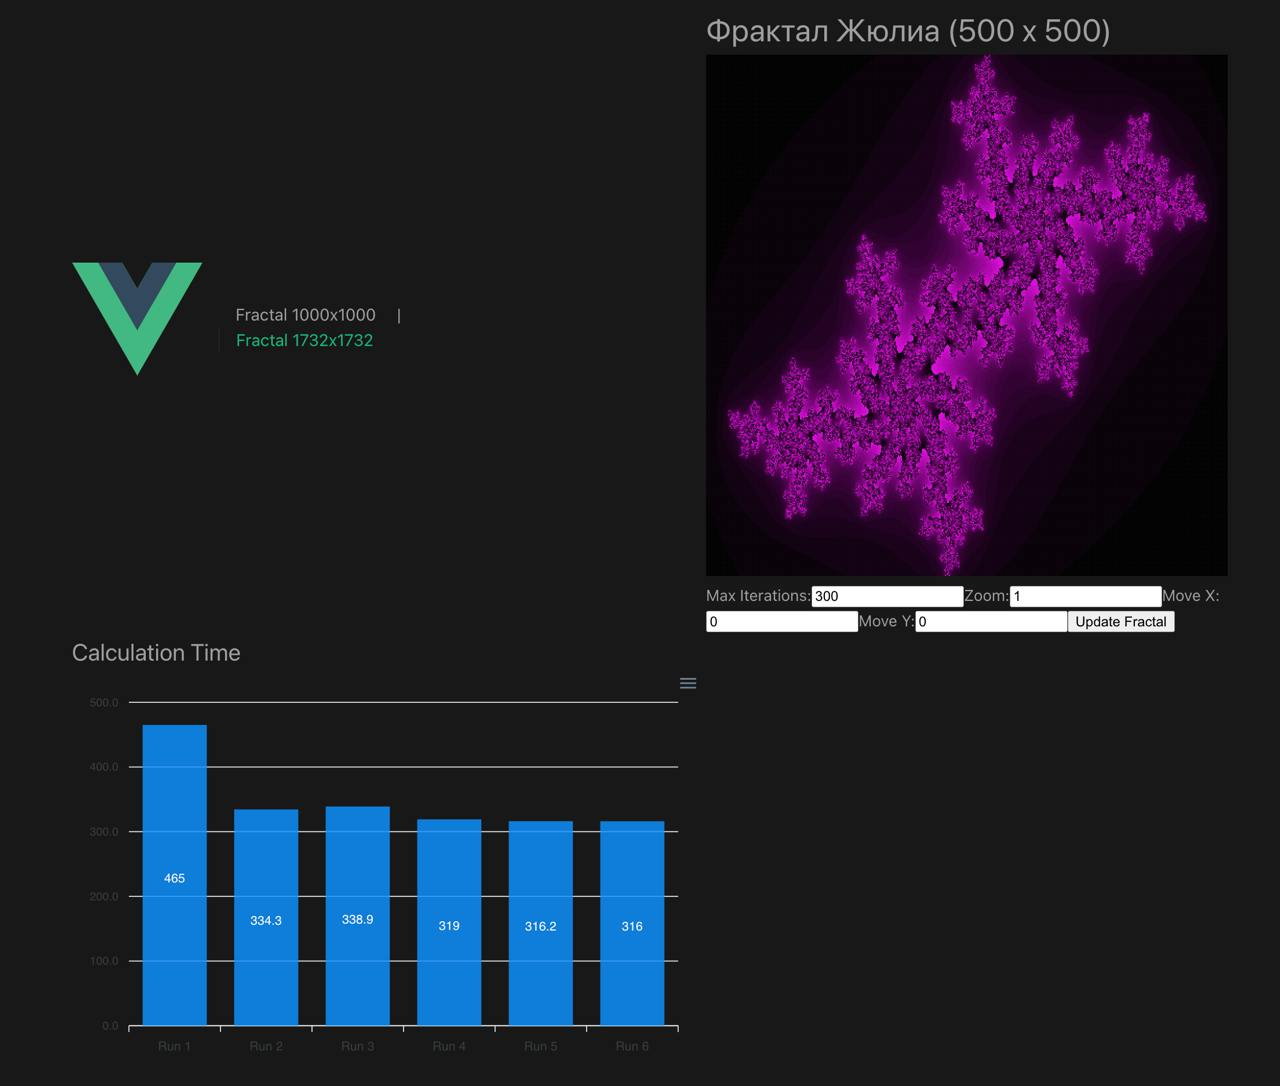 Фрактал Жюлиа (500 x 500)
Fractal 1000x1000 |
Fractal 1732x1732
Max Iterations: 300 Zoom: 1 Move X:
0 Move Y: 0 Update Fractal
Calculation Time
500.0
400.0
300.0
200.0
100.0
0.0
465
334.3
338.9
319
316.2
316
Run 1 Run 2 Run 3 Run 4 Run 5 Run 6